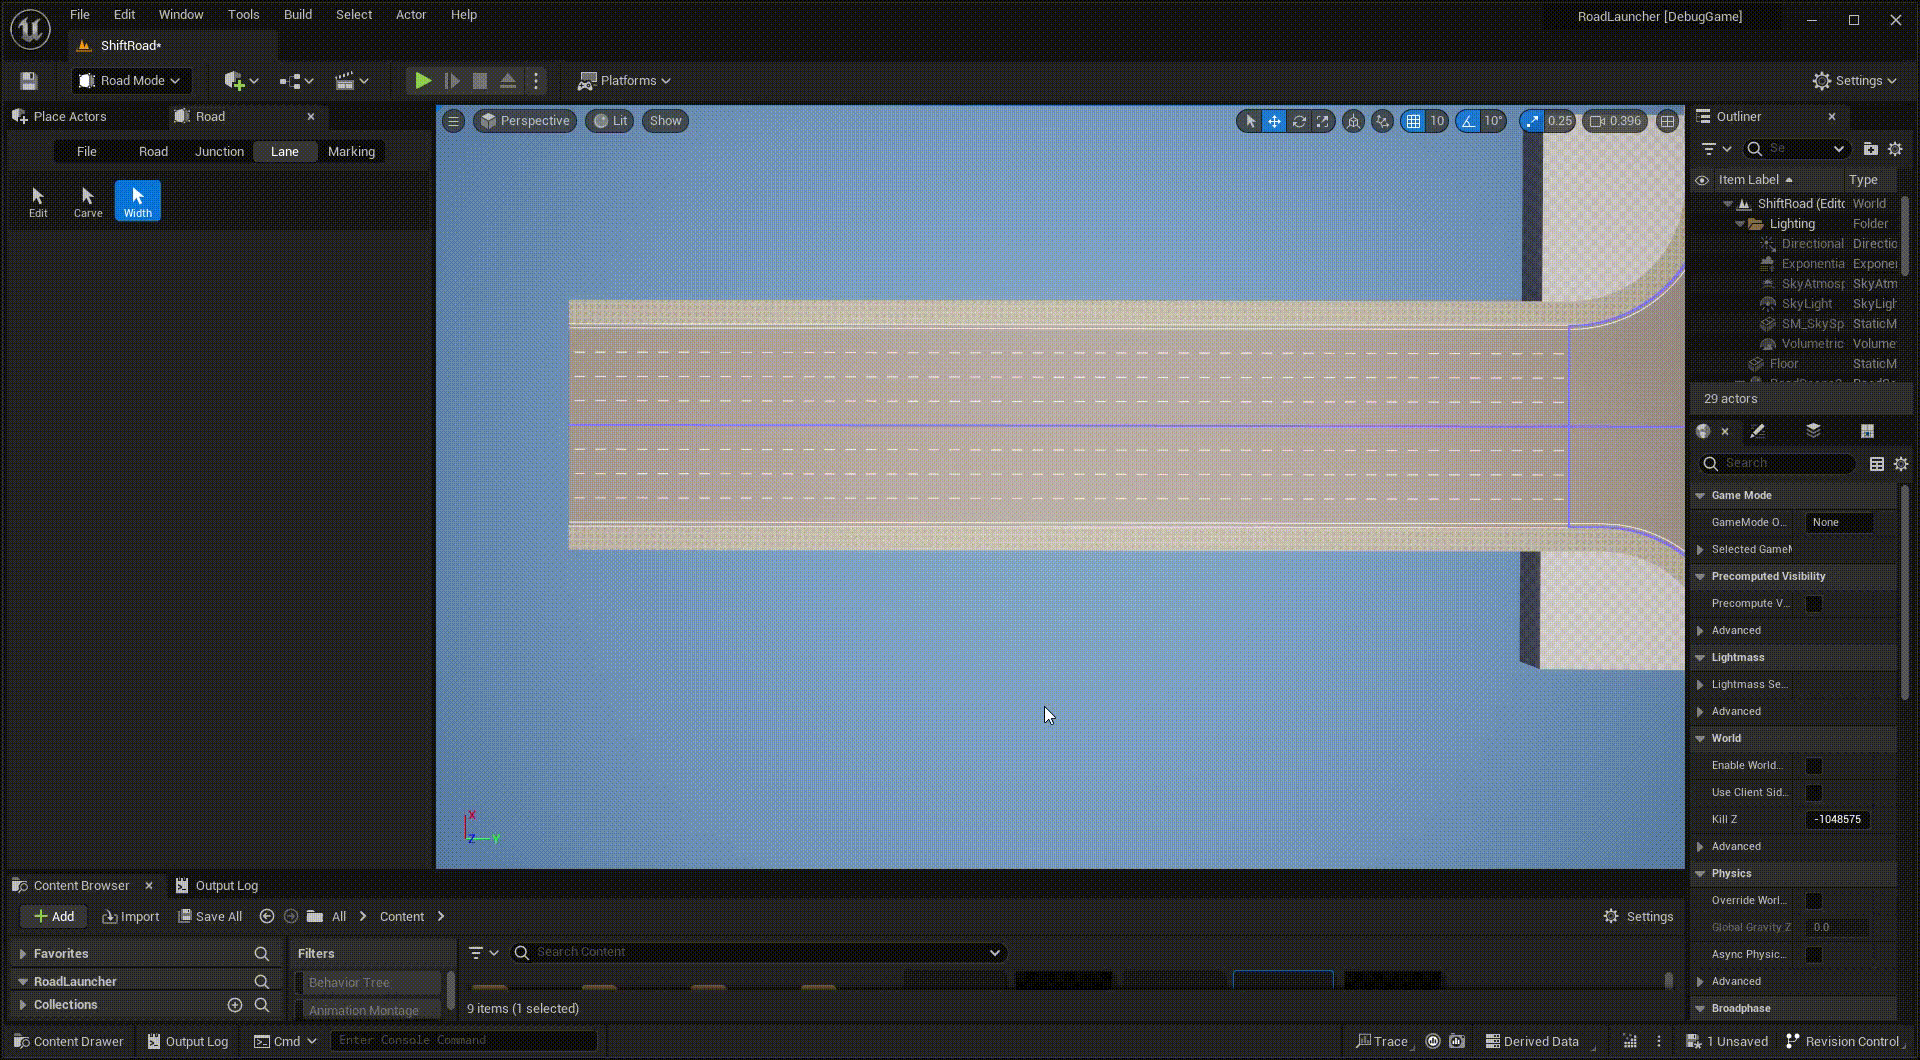 File Edit Window Tools Build Select Actor Help
RoadLauncher [DebugGame]
ShiftRoad*
Road Mode
Platforms
Settings
Place Actors
Road
File Road Junction Lane Marking
Edit Carve Width
Perspective Lit Show
10 10° 0.25 0.396
Outliner
Se
Item Label Type
ShiftRoad (Edito World
Lighting Folder
Directional Directic
Exponentia Exponer
SkyAtmosp SkyAtm
SkyLight SkyLigh
SM_SkySp StaticM
Volumetric Volume
Floor StaticM
29 actors
Search
Game Mode
GameMode O... None
Selected GameM
Precomputed Visibility
Precompute V...
Advanced
Lightmass
Lightmass Se...
Advanced
World
Enable World...
Use Client Sid...
Kill Z -1048575
Advanced
Physics
Override Worl...
Global Gravity Z 0.0
Async Physic...
Advanced
Broadphase
X
Z Y
Content Browser
Output Log
Add Import Save All All Content
Settings
Favorites
RoadLauncher
Collections
Filters
Behavior Tree
Animation Montage
Search Content
9 items (1 selected)
Content Drawer Output Log Cmd Enter Console Command
Trace Derived Data 1 Unsaved Revision Control